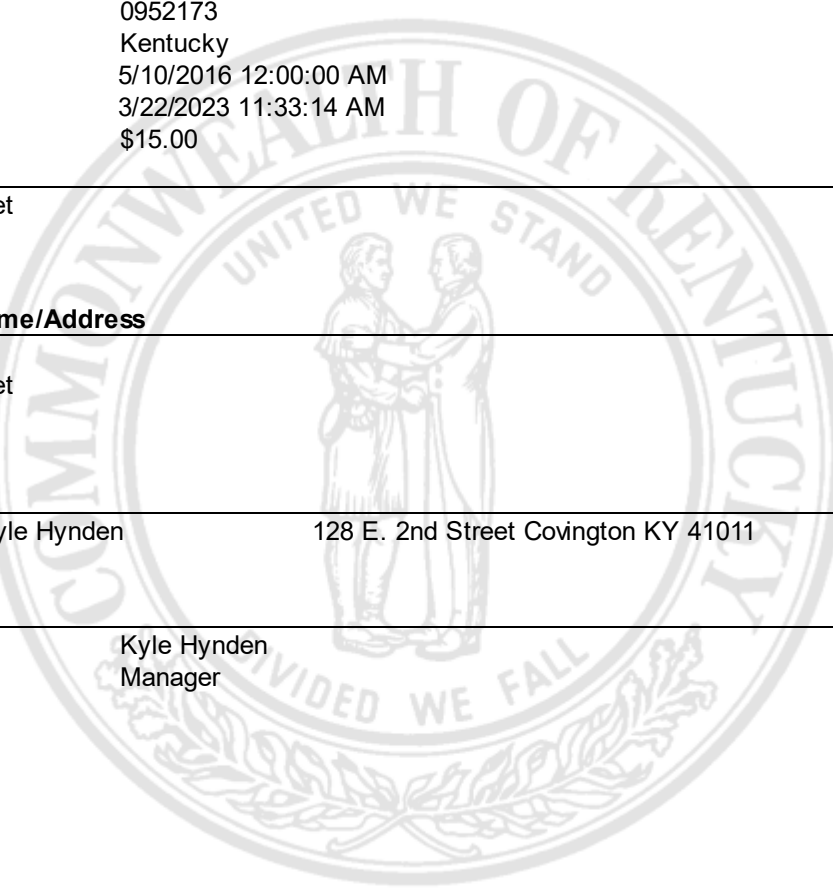 0952173
Kentucky
5/10/2016 12:00:00 AM
3/22/2023 11:33:14 AM
$15.00
et
me/Address
et
yle Hynden 128 E. 2nd Street Covington KY 41011
Kyle Hynden
Manager
COMMONWEALTH OF KENTUCKY
UNITED WE STAND
DIVIDED WE FALL